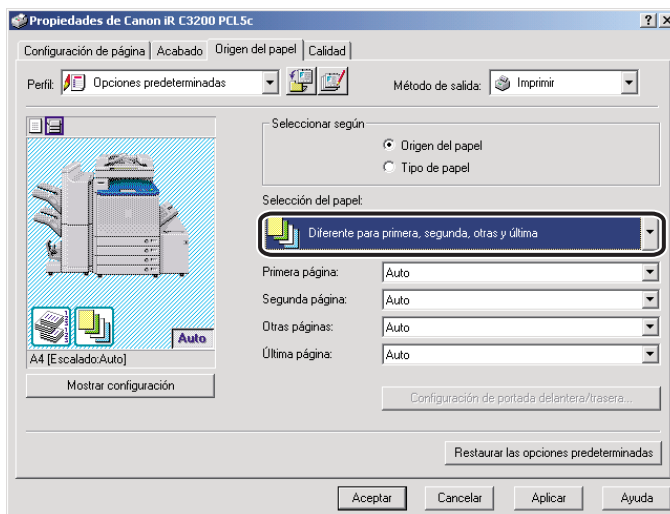 Propiedades de Canon iR C3200 PCL5c
Configuración de página Acabado Origen del papel Calidad
Perfil: Opciones predeterminadas Método de salida: Imprimir
Seleccionar según
Origen del papel
Tipo de papel
Selección del papel:
Diferente para primera, segunda, otras y última
Primera página: Auto
Segunda página: Auto
Otras páginas: Auto
Última página: Auto
Auto
A4 [Escalado:Auto]
Mostrar configuración
Configuración de portada delantera/trasera...
Restaurar las opciones predeterminadas
Aceptar Cancelar Aplicar Ayuda